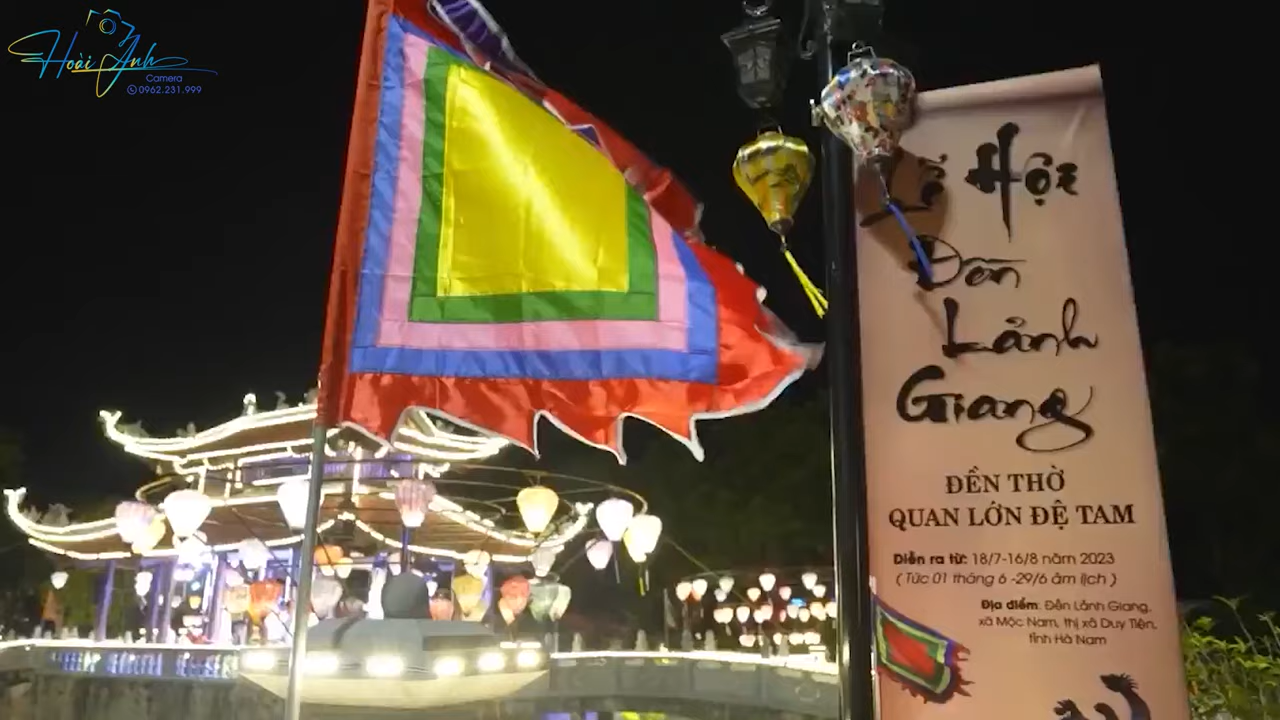 Hoài Anh
Camera
0962.231.999
Lễ Hội
Đền
Lảnh
Giang
ĐỀN THỜ
QUAN LỚN ĐỆ TAM
Diễn ra từ: 18/7-16/8 năm 2023
( Tức 01 tháng 6 -29/6 âm lịch )
Địa điểm: Đền Lảnh Giang,
xã Mộc Nam, thị xã Duy Tiên,
tỉnh Hà Nam